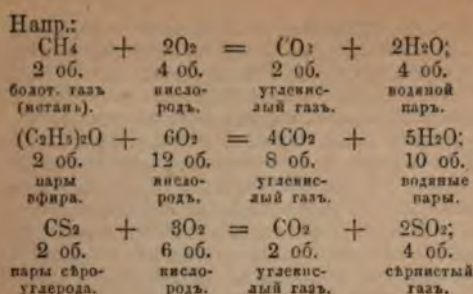 Напр.:
CH4 + 2O2 = CO2 + 2H2O;
2 об. 4 об. 2 об. 4 об.
болот. газъ кисло- углекис- водяной
(метанъ). родъ. лый газъ. паръ.
(C2H5)2O + 6O2 = 4CO2 + 5H2O:
2 об. 12 об. 8 об. 10 об.
пары кисло- углекис- водяные
эфира. родъ. лый газъ. пары.
CS2 + 3O2 = CO2 + 2SO2;
2 об. 6 об. 2 об. 4 об.
пары сѣро- кисло- углекис- сѣрнистый
углерода. родъ. лый газъ. газъ.